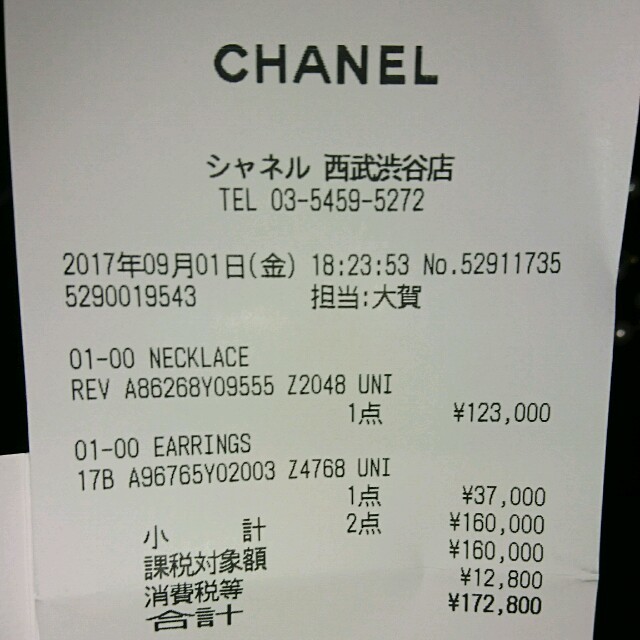 CHANEL
シャネル 西武渋谷店
TEL 03-5459-5272
2017年09月01日(金) 18:23:53 No.52911735
5290019543 担当:大賀
01-00 NECKLACE
REV A86268Y09555 Z2048 UNI
1点 ¥123,000
01-00 EARRINGS
17B A96765Y02003 Z4768 UNI
1点 ¥37,000
小計 2点 ¥160,000
課税対象額 ¥160,000
消費税等 ¥12,800
合計 ¥172,800